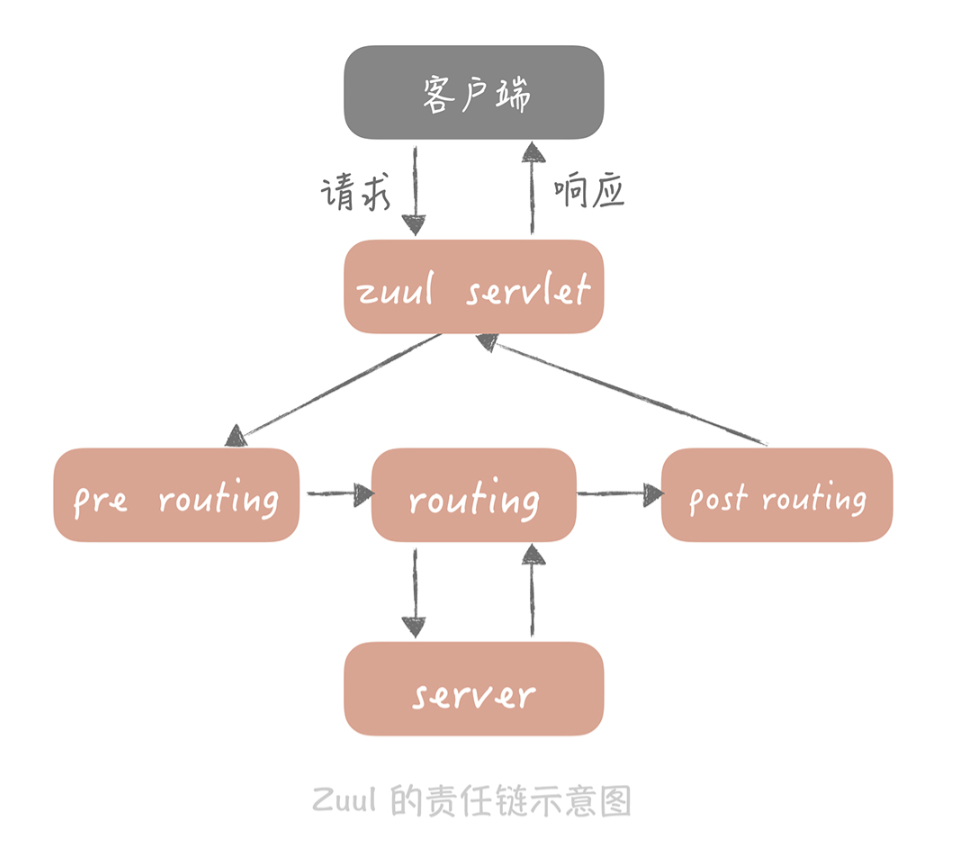 客户端
请求
响应
zuul servlet
pre routing
routing
post routing
server
Zuul 的责任链示意图